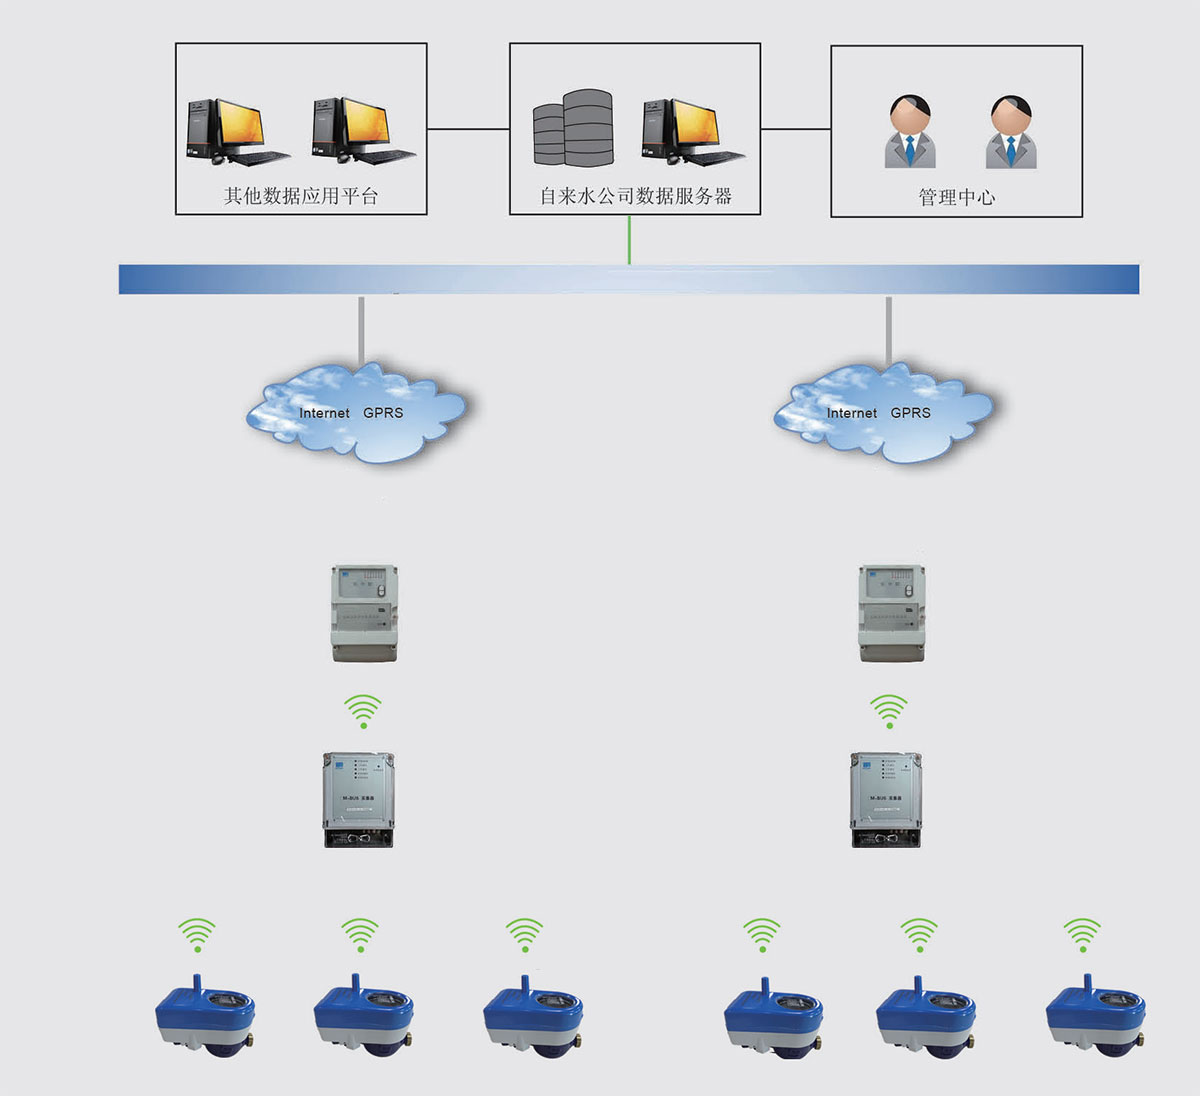 其他数据应用平台
自来水公司数据服务器
管理中心
Internet GPRS
Internet GPRS
M-BUS 采集器
M-BUS 采集器